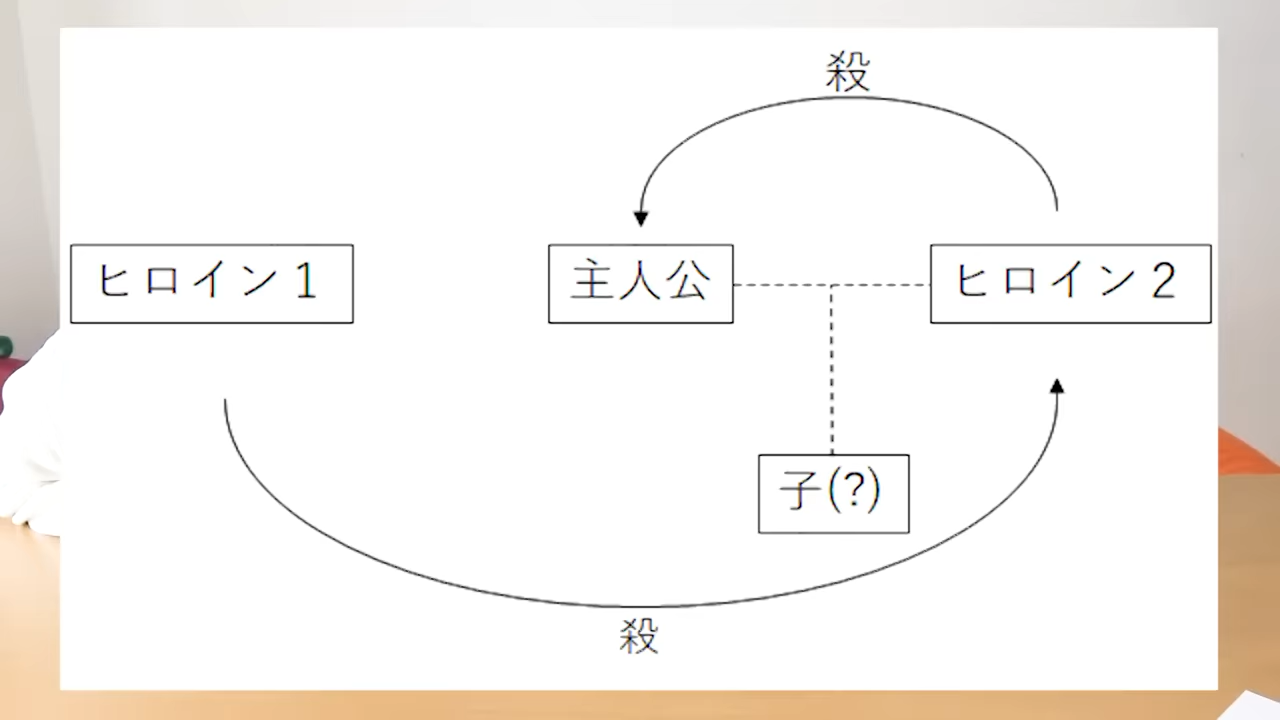 殺
ヒロイン1
主人公
ヒロイン2
子(?)
殺